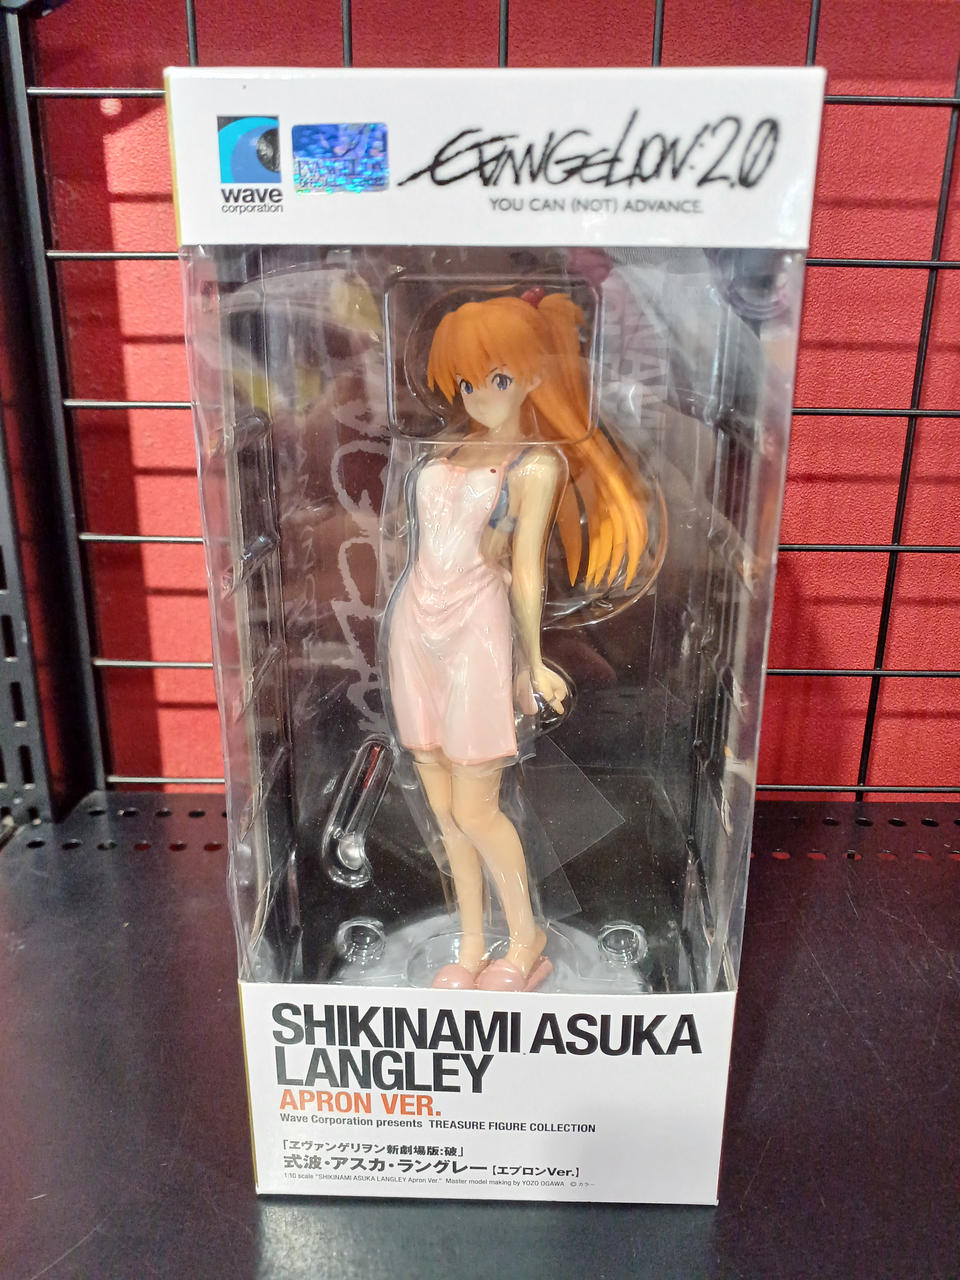 wave
corporation
EVANGELION:2.0
YOU CAN (NOT) ADVANCE.
SHIKINAMI ASUKA
LANGLEY
APRON VER.
Wave Corporation presents TREASURE FIGURE COLLECTION
「ヱヴァンゲリヲン新劇場版:破」
式波・アスカ・ラングレー【エプロンVer.】
1:10 scale "SHIKINAMI ASUKA LANGLEY Apron Ver." Master model making by YOZO OGAWA ©カラー